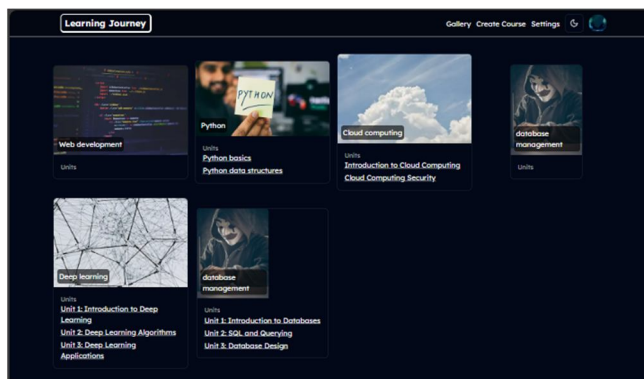 Learning Journey
Gallery Create Course Settings
Web development
Units
PYTHON
Python
Units
Python basics
Python data structures
Cloud computing
Units
Introduction to Cloud Computing
Cloud Computing Security
database
management
Units
Deep learning
Units
Unit 1: Introduction to Deep
Learning
Unit 2: Deep Learning Algorithms
Unit 3: Deep Learning
Applications
database
management
Units
Unit 1: Introduction to Databases
Unit 2: SQL and Querying
Unit 3: Database Design